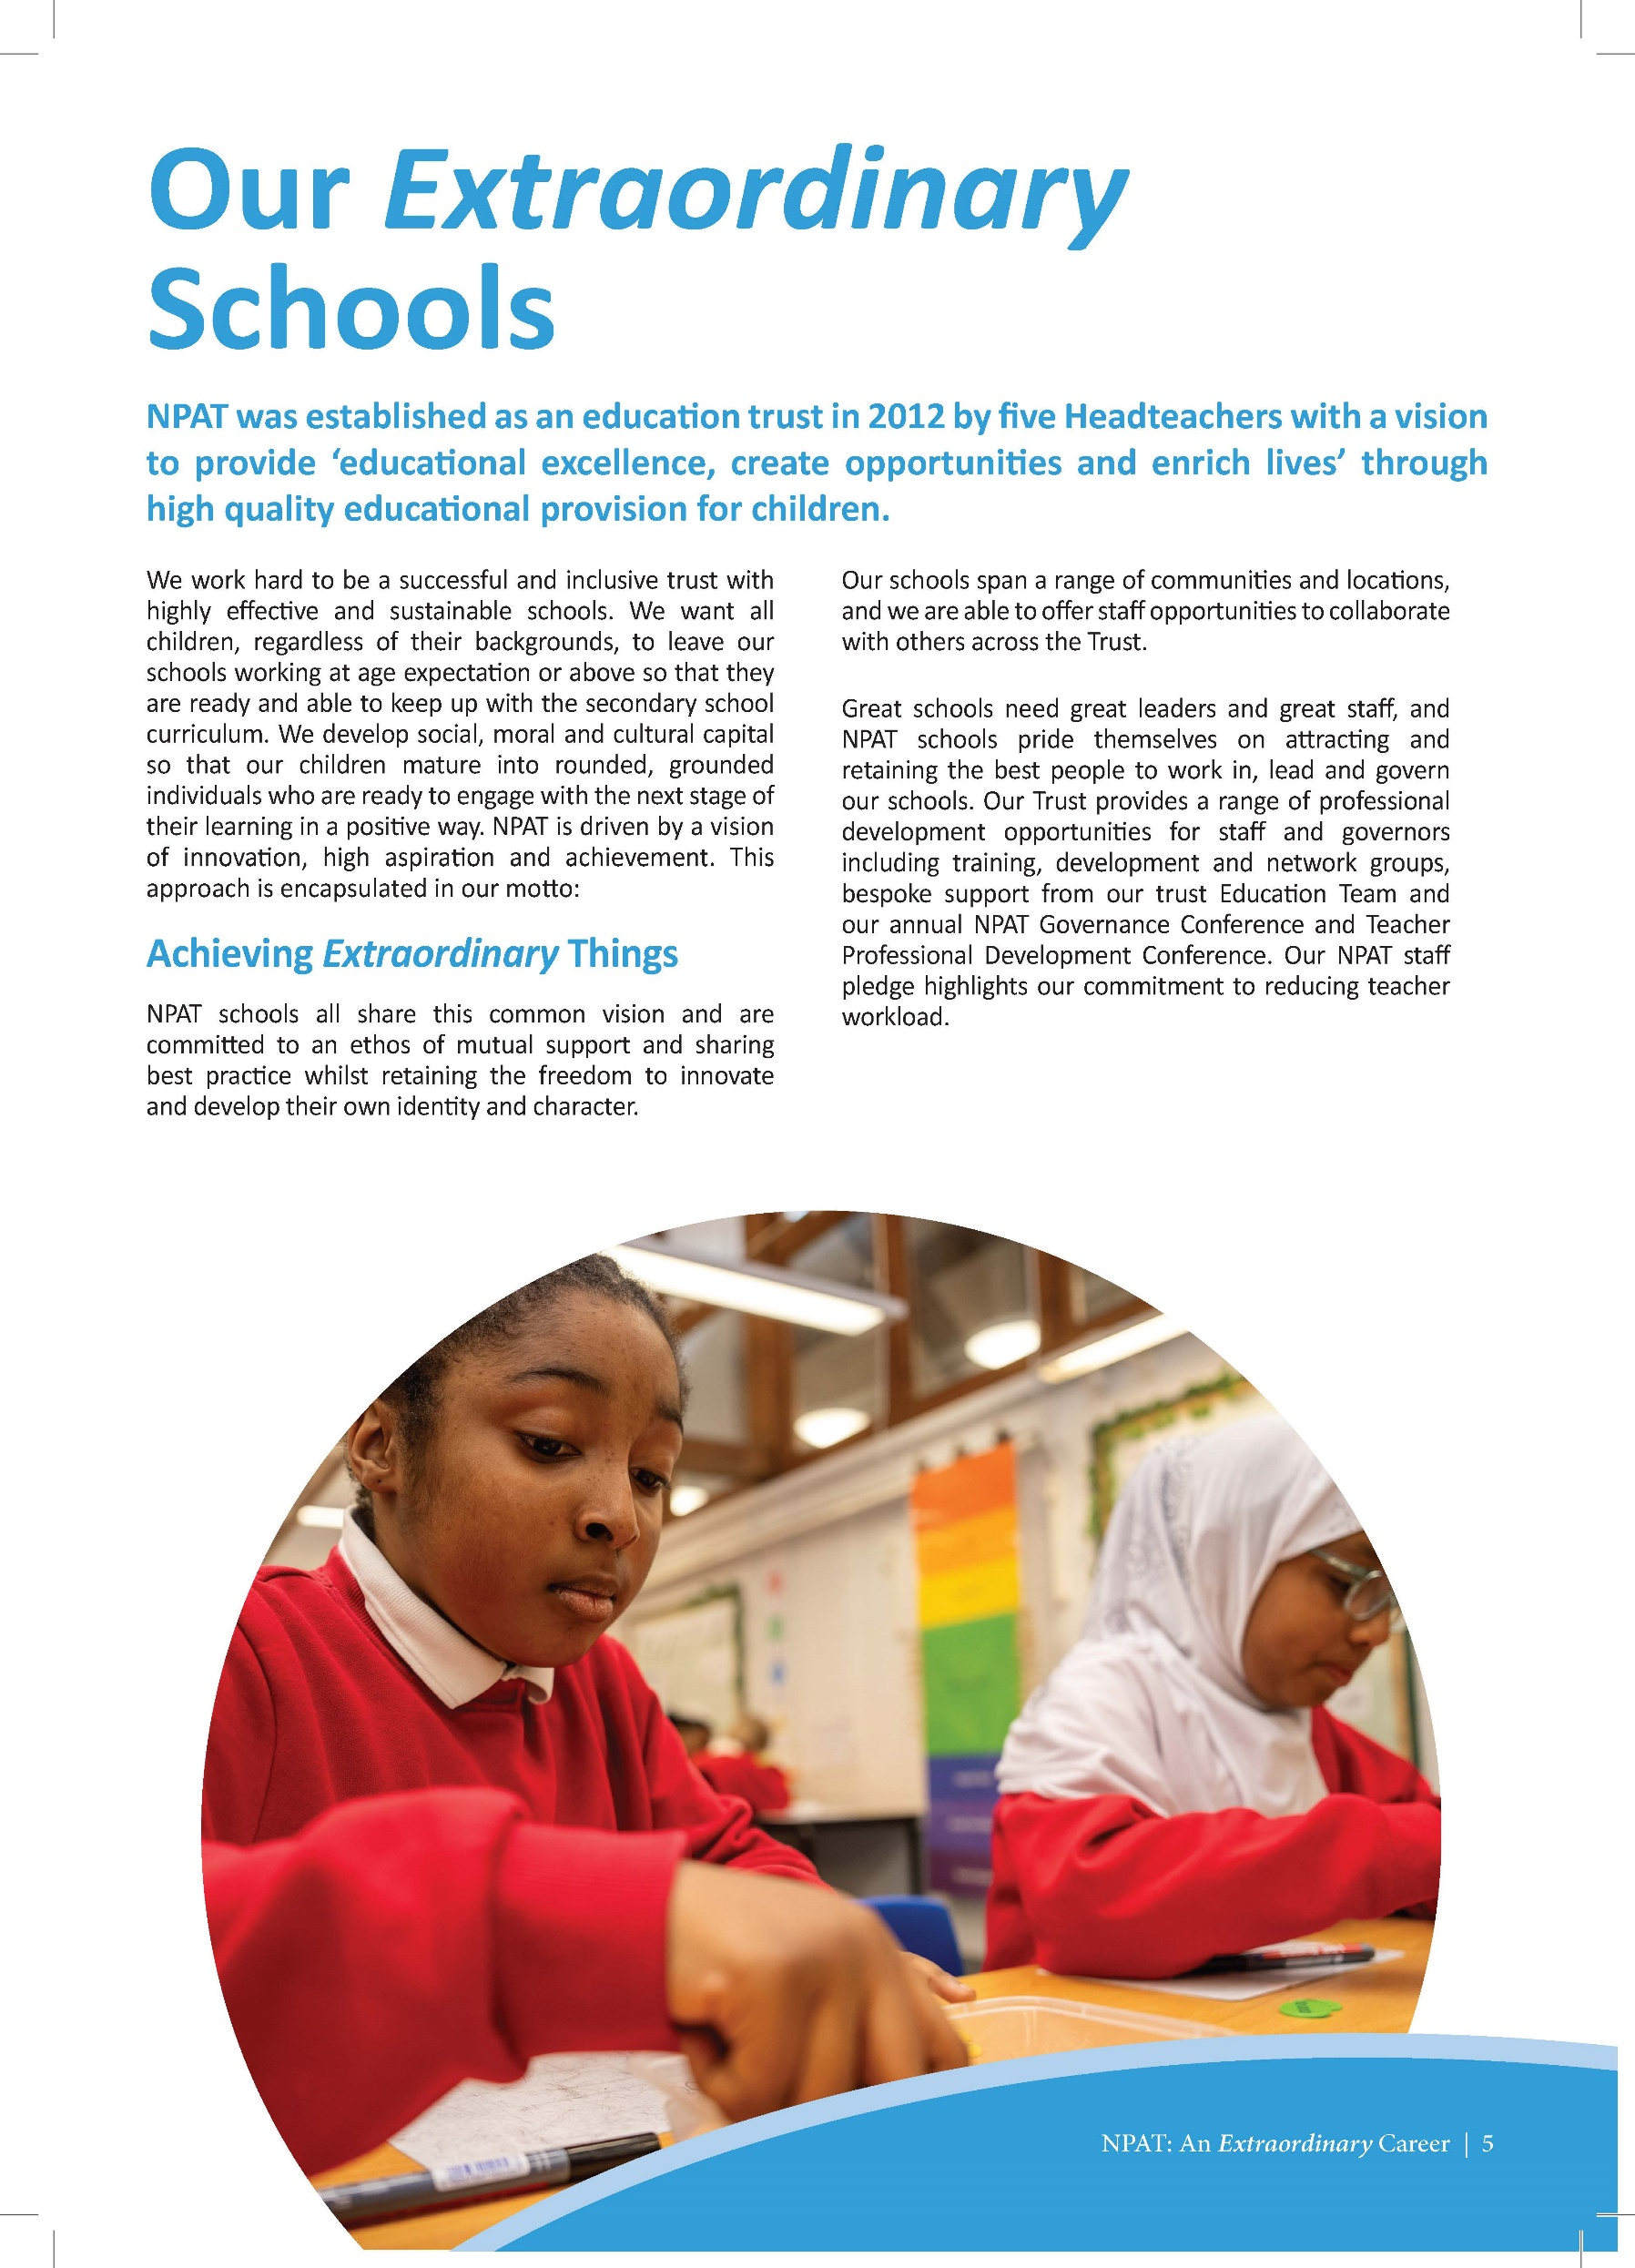 Our Extraordinary
Schools
NPAT was established as an education trust in 2012 by five Headteachers with a vision
to provide ‘educational excellence, create opportunities and enrich lives’ through
high quality educational provision for children.
We work hard to be a successful and inclusive trust with
highly effective and sustainable schools. We want all
children, regardless of their backgrounds, to leave our
schools working at age expectation or above so that they
are ready and able to keep up with the secondary school
curriculum. We develop social, moral and cultural capital
so that our children mature into rounded, grounded
individuals who are ready to engage with the next stage of
their learning in a positive way. NPAT is driven by a vision
of innovation, high aspiration and achievement. This
approach is encapsulated in our motto:
Achieving Extraordinary Things
NPAT schools all share this common vision and are
committed to an ethos of mutual support and sharing
best practice whilst retaining the freedom to innovate
and develop their own identity and character.
Our schools span a range of communities and locations,
and we are able to offer staff opportunities to collaborate
with others across the Trust.
Great schools need great leaders and great staff, and
NPAT schools pride themselves on attracting and
retaining the best people to work in, lead and govern
our schools. Our Trust provides a range of professional
development opportunities for staff and governors
including training, development and network groups,
bespoke support from our trust Education Team and
our annual NPAT Governance Conference and Teacher
Professional Development Conference. Our NPAT staff
pledge highlights our commitment to reducing teacher
workload.
NPAT: An Extraordinary Career | 5